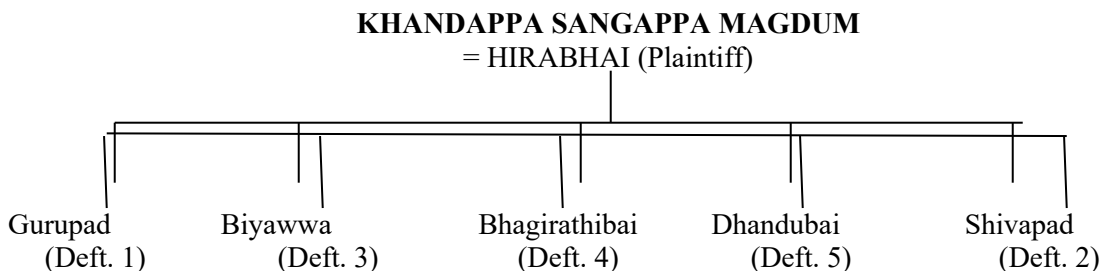 KHANDAPPA SANGAPPA MAGDUM
= HIRABHAI (Plaintiff)
Gurupad Biyawwa Bhagirathibai Dhandubai Shivapad
(Deft. 1) (Deft. 3) (Deft. 4) (Deft. 5) (Deft. 2)